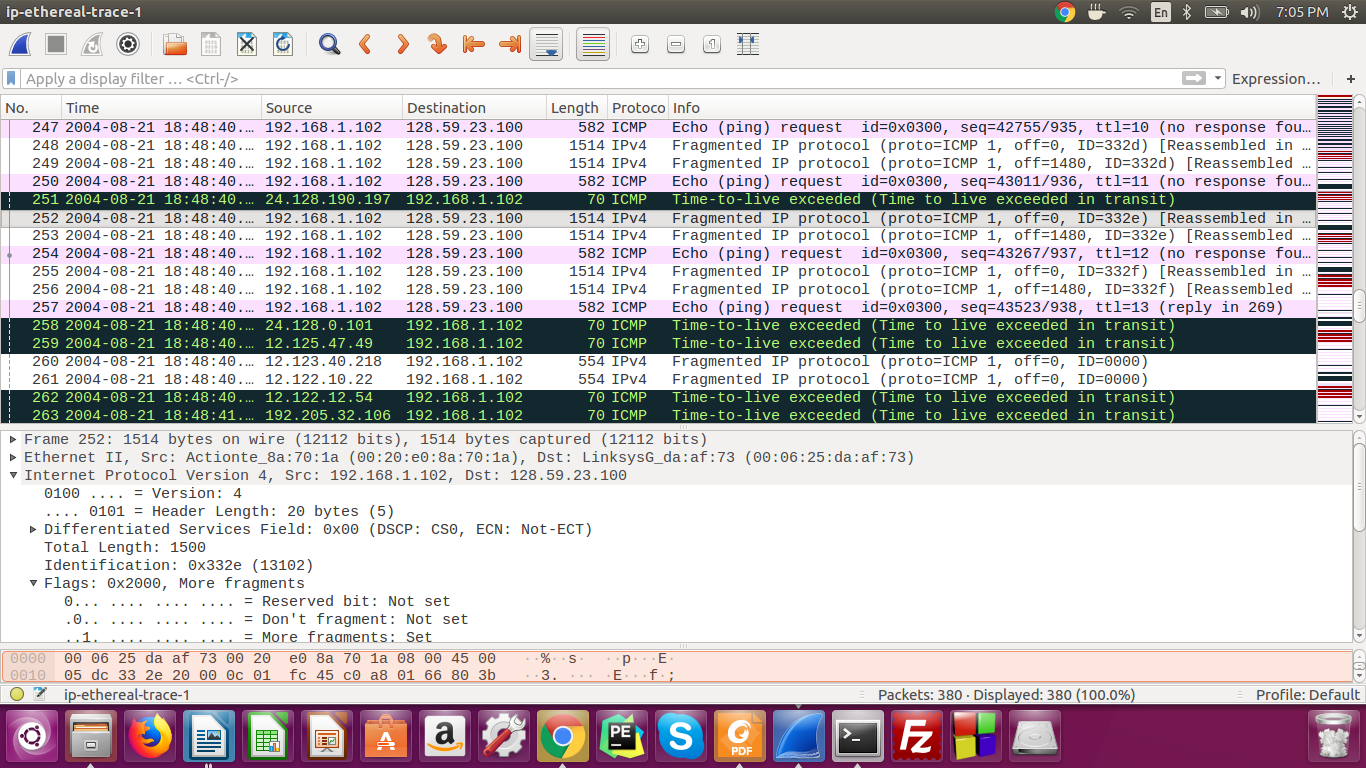 ip-ethereal-trace-1 En 7:05 PM
Apply a display filter … <Ctrl-/> Expression… +
No. Time Source Destination Length Protoco Info
247 2004-08-21 18:48:40.… 192.168.1.102 128.59.23.100 582 ICMP Echo (ping) request id=0x0300, seq=42755/935, ttl=10 (no response fou…
248 2004-08-21 18:48:40.… 192.168.1.102 128.59.23.100 1514 IPv4 Fragmented IP protocol (proto=ICMP 1, off=0, ID=332d) [Reassembled in …
249 2004-08-21 18:48:40.… 192.168.1.102 128.59.23.100 1514 IPv4 Fragmented IP protocol (proto=ICMP 1, off=1480, ID=332d) [Reassembled …
250 2004-08-21 18:48:40.… 192.168.1.102 128.59.23.100 582 ICMP Echo (ping) request id=0x0300, seq=43011/936, ttl=11 (no response fou…
251 2004-08-21 18:48:40.… 24.128.190.197 192.168.1.102 70 ICMP Time-to-live exceeded (Time to live exceeded in transit)
252 2004-08-21 18:48:40.… 192.168.1.102 128.59.23.100 1514 IPv4 Fragmented IP protocol (proto=ICMP 1, off=0, ID=332e) [Reassembled in …
253 2004-08-21 18:48:40.… 192.168.1.102 128.59.23.100 1514 IPv4 Fragmented IP protocol (proto=ICMP 1, off=1480, ID=332e) [Reassembled …
254 2004-08-21 18:48:40.… 192.168.1.102 128.59.23.100 582 ICMP Echo (ping) request id=0x0300, seq=43267/937, ttl=12 (no response fou…
255 2004-08-21 18:48:40.… 192.168.1.102 128.59.23.100 1514 IPv4 Fragmented IP protocol (proto=ICMP 1, off=0, ID=332f) [Reassembled in …
256 2004-08-21 18:48:40.… 192.168.1.102 128.59.23.100 1514 IPv4 Fragmented IP protocol (proto=ICMP 1, off=1480, ID=332f) [Reassembled …
257 2004-08-21 18:48:40.… 192.168.1.102 128.59.23.100 582 ICMP Echo (ping) request id=0x0300, seq=43523/938, ttl=13 (reply in 269)
258 2004-08-21 18:48:40.… 24.128.0.101 192.168.1.102 70 ICMP Time-to-live exceeded (Time to live exceeded in transit)
259 2004-08-21 18:48:40.… 12.125.47.49 192.168.1.102 70 ICMP Time-to-live exceeded (Time to live exceeded in transit)
260 2004-08-21 18:48:40.… 12.123.40.218 192.168.1.102 554 IPv4 Fragmented IP protocol (proto=ICMP 1, off=0, ID=0000)
261 2004-08-21 18:48:40.… 12.122.10.22 192.168.1.102 554 IPv4 Fragmented IP protocol (proto=ICMP 1, off=0, ID=0000)
262 2004-08-21 18:48:40.… 12.122.12.54 192.168.1.102 70 ICMP Time-to-live exceeded (Time to live exceeded in transit)
263 2004-08-21 18:48:41.… 192.205.32.106 192.168.1.102 70 ICMP Time-to-live exceeded (Time to live exceeded in transit)
Frame 252: 1514 bytes on wire (12112 bits), 1514 bytes captured (12112 bits)
Ethernet II, Src: Actionte_8a:70:1a (00:20:e0:8a:70:1a), Dst: LinksysG_da:af:73 (00:06:25:da:af:73)
Internet Protocol Version 4, Src: 192.168.1.102, Dst: 128.59.23.100
0100 .... = Version: 4
.... 0101 = Header Length: 20 bytes (5)
Differentiated Services Field: 0x00 (DSCP: CS0, ECN: Not-ECT)
Total Length: 1500
Identification: 0x332e (13102)
Flags: 0x2000, More fragments
0... .... .... .... = Reserved bit: Not set
.0.. .... .... .... = Don't fragment: Not set
..1. .... .... .... = More fragments: Set
0000 00 06 25 da af 73 00 20 e0 8a 70 1a 08 00 45 00 ··%··s· ··p···E·
0010 05 dc 33 2e 20 00 0c 01 fc 45 c0 a8 01 66 80 3b ··3. ··· ·E···f·;
ip-ethereal-trace-1 Packets: 380 · Displayed: 380 (100.0%) Profile: Default
A a PE S PDF >_ Fz